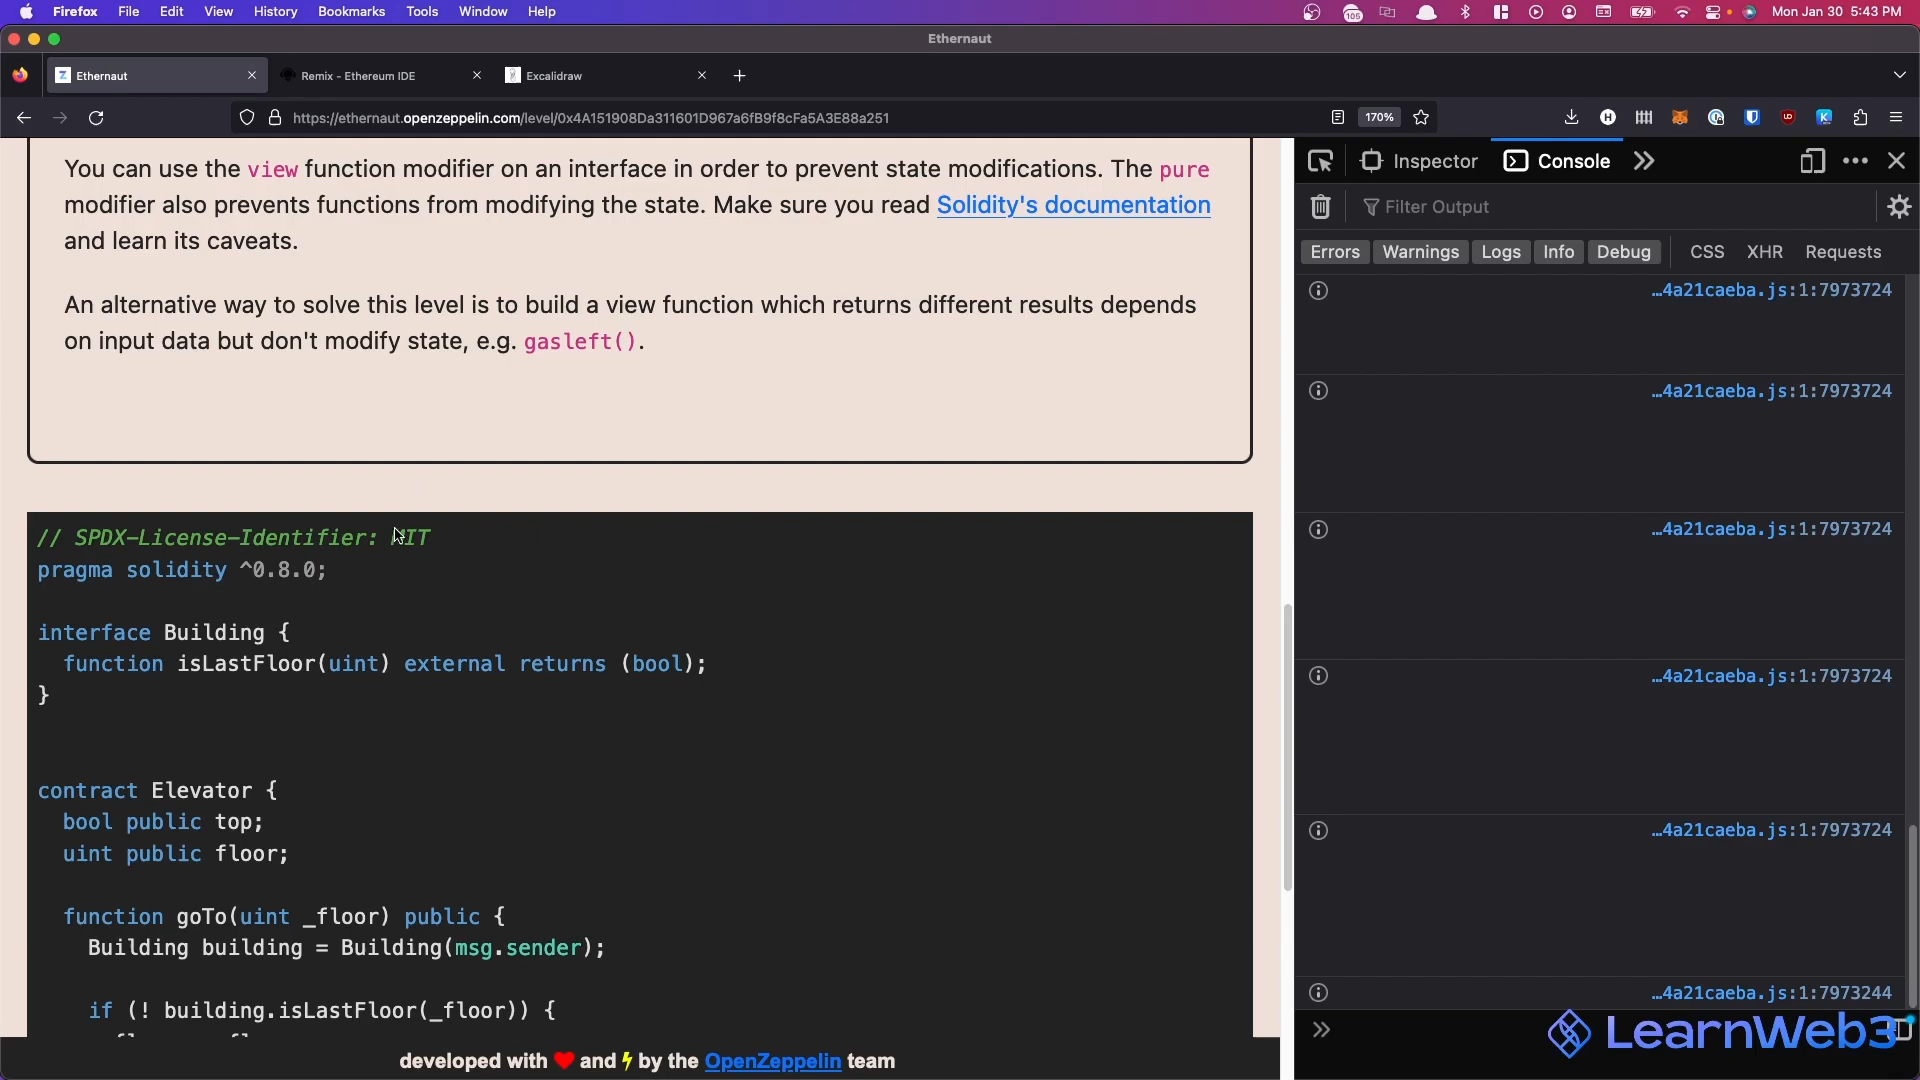 Firefox File Edit View History Bookmarks Tools Window Help
105
Mon Jan 30 5:43 PM
Ethernaut
Ethernaut
Remix - Ethereum IDE
Excalidraw
https://ethernaut.openzeppelin.com/level/0x4A151908Da311601D967a6fB9f8cFa5A3E88a251
170%
You can use the view function modifier on an interface in order to prevent state modifications. The pure
modifier also prevents functions from modifying the state. Make sure you read Solidity's documentation
and learn its caveats.
An alternative way to solve this level is to build a view function which returns different results depends
on input data but don't modify state, e.g. gasleft().
// SPDX-License-Identifier: MIT
pragma solidity ^0.8.0;
interface Building {
function isLastFloor(uint) external returns (bool);
}
contract Elevator {
bool public top;
uint public floor;
function goTo(uint _floor) public {
Building building = Building(msg.sender);
if (! building.isLastFloor(_floor)) {
developed with ❤ and ⚡ by the OpenZeppelin team
Inspector Console
Filter Output
Errors Warnings Logs Info Debug CSS XHR Requests
…4a21caeba.js:1:7973724
…4a21caeba.js:1:7973724
…4a21caeba.js:1:7973724
…4a21caeba.js:1:7973724
…4a21caeba.js:1:7973724
…4a21caeba.js:1:7973244
LearnWeb3